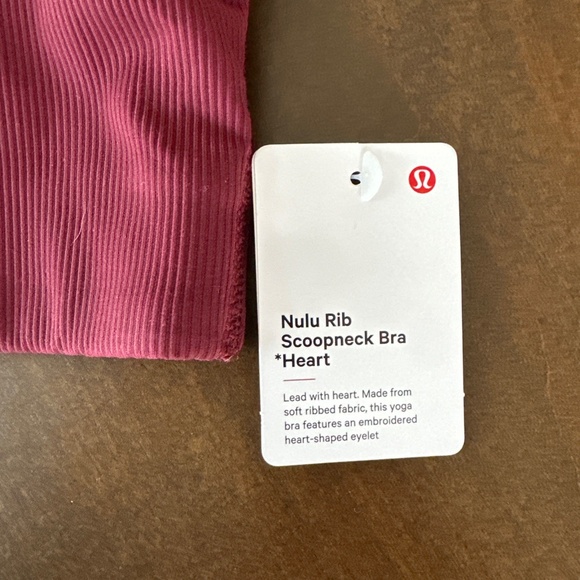 Nulu Rib
Scoopneck Bra
*Heart
Lead with heart. Made from
soft ribbed fabric, this yoga
bra features an embroidered
heart-shaped eyelet